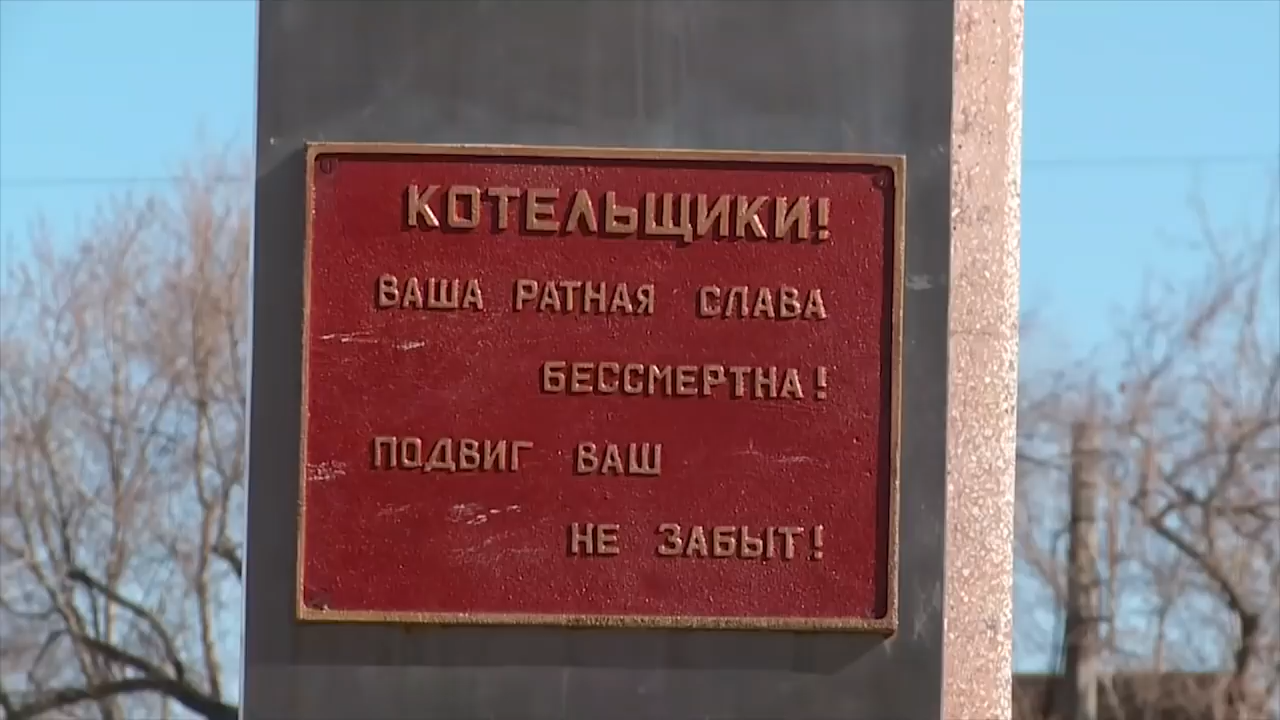 КОТЕЛЬЩИКИ!
ВАША РАТНАЯ СЛАВА
БЕССМЕРТНА!
ПОДВИГ ВАШ
НЕ ЗАБЫТ!